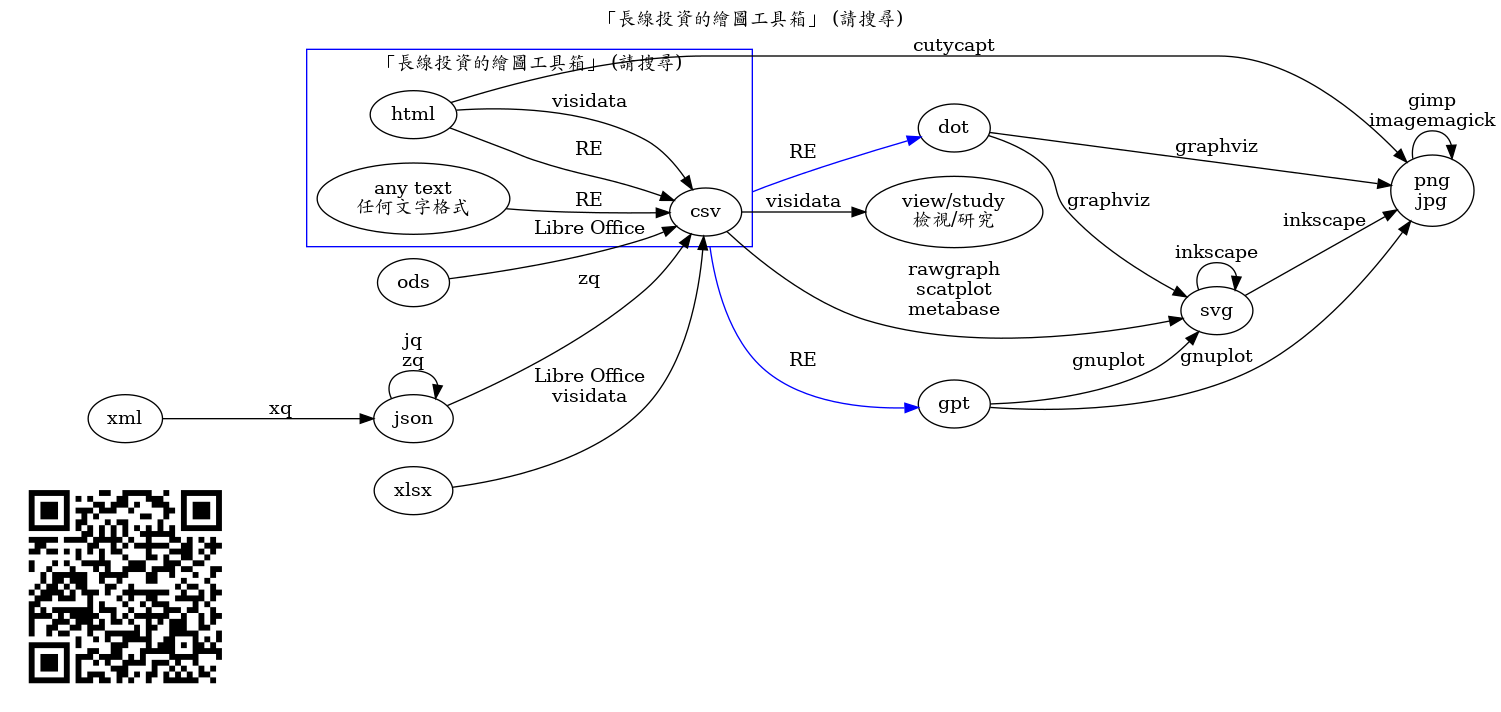 「長線投資的繪圖工具箱」 (請搜尋)
cutycapt
「長線投資的繪圖工具箱」 (請搜尋)
html
visidata
RE
any text
任何文字格式
RE
csv
Libre Office
ods
zq
jq
zq
json
xml
xq
Libre Office
visidata
xlsx
RE
dot
visidata
view/study
檢視/研究
rawgraph
scatplot
metabase
RE
gpt
graphviz
graphviz
inkscape
svg
inkscape
gnuplot
gnuplot
gimp
imagemagick
png
jpg